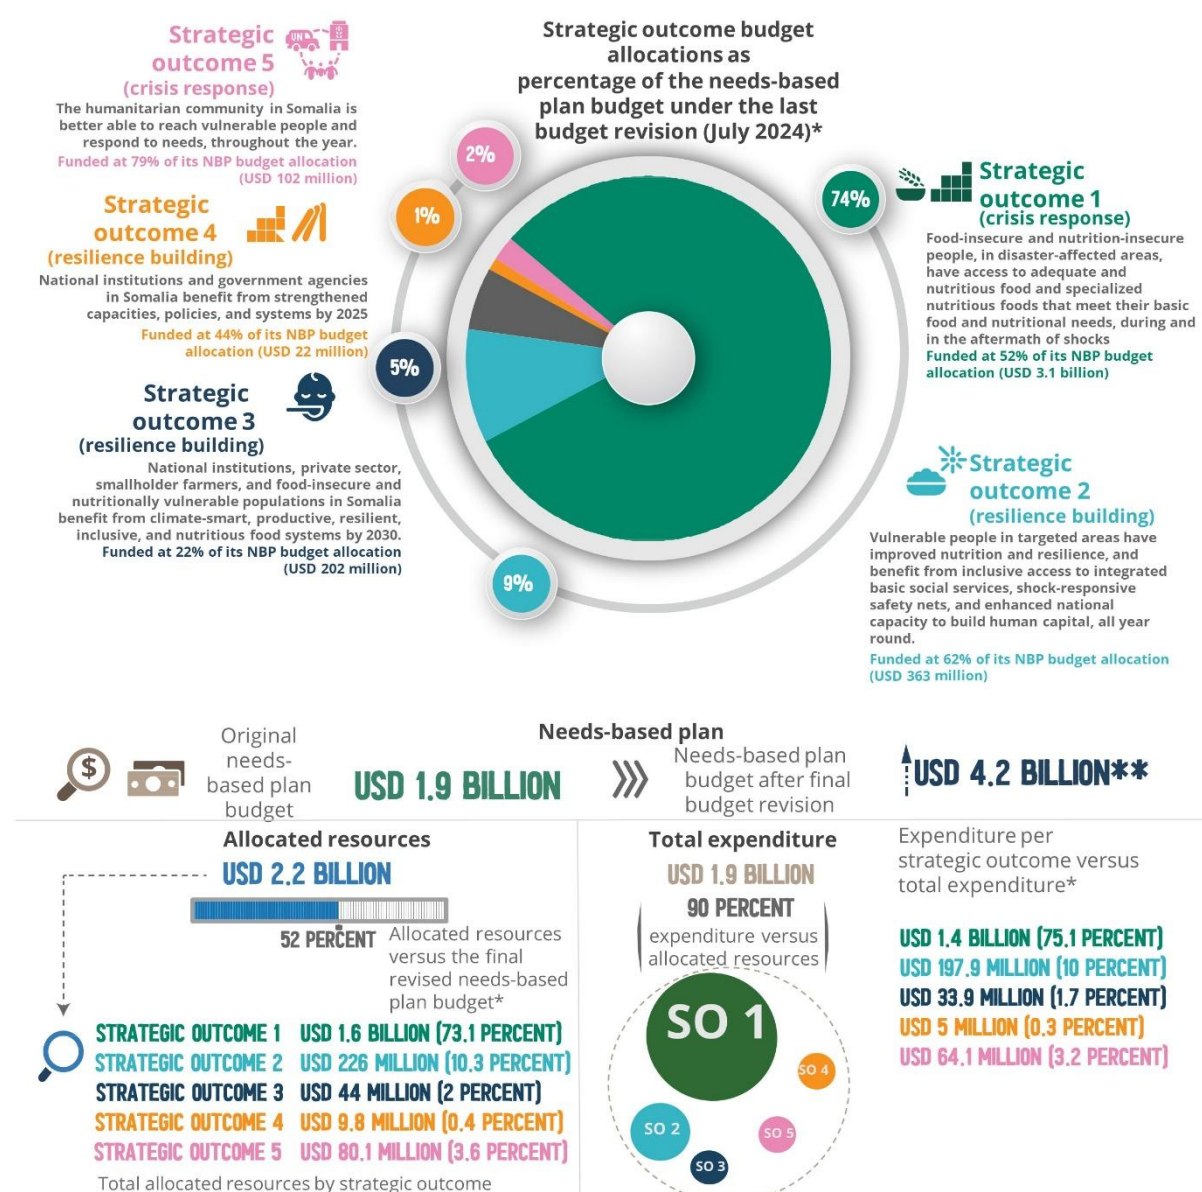 Strategic outcome budget
allocations as
percentage of the needs-based
plan budget under the last
budget revision (July 2024)*
Strategic
outcome 5
(crisis response)
UN
The humanitarian community in Somalia is
better able to reach vulnerable people and
respond to needs, throughout the year.
Funded at 79% of its NBP budget allocation
(USD 102 million)
Strategic
outcome 4
(resilience building)
National institutions and government agencies
in Somalia benefit from strengthened
capacities, policies, and systems by 2025
Funded at 44% of its NBP budget
allocation (USD 22 million)
Strategic
outcome 3
(resilience building)
National institutions, private sector,
smallholder farmers, and food-insecure and
nutritionally vulnerable populations in Somalia
benefit from climate-smart, productive, resilient,
inclusive, and nutritious food systems by 2030.
Funded at 22% of its NBP budget allocation
(USD 202 million)
2%
1%
5%
9%
74%
Strategic
outcome 1
(crisis response)
Food-insecure and nutrition-insecure
people, in disaster-affected areas,
have access to adequate and
nutritious food and specialized
nutritious foods that meet their basic
food and nutritional needs, during and
in the aftermath of shocks
Funded at 52% of its NBP budget
allocation (USD 3.1 billion)
Strategic
outcome 2
(resilience building)
Vulnerable people in targeted areas have
improved nutrition and resilience, and
benefit from inclusive access to integrated
basic social services, shock-responsive
safety nets, and enhanced national
capacity to build human capital, all year
round.
Funded at 62% of its NBP budget allocation
(USD 363 million)
Needs-based plan
$
Original
needs-
based plan
budget
USD 1.9 BILLION
Needs-based plan
budget after final
budget revision
USD 4.2 BILLION**
Allocated resources
USD 2.2 BILLION
52 PERCENT
Allocated resources
versus the final
revised needs-based
plan budget*
STRATEGIC OUTCOME 1 USD 1.6 BILLION (73.1 PERCENT)
STRATEGIC OUTCOME 2 USD 226 MILLION (10.3 PERCENT)
STRATEGIC OUTCOME 3 USD 44 MILLION (2 PERCENT)
STRATEGIC OUTCOME 4 USD 9.8 MILLION (0.4 PERCENT)
STRATEGIC OUTCOME 5 USD 80.1 MILLION (3.6 PERCENT)
Total allocated resources by strategic outcome
Total expenditure
USD 1.9 BILLION
90 PERCENT
expenditure versus
allocated resources
SO 1
SO 4
SO 2
SO 5
SO 3
Expenditure per
strategic outcome versus
total expenditure*
USD 1.4 BILLION (75.1 PERCENT)
USD 197.9 MILLION (10 PERCENT)
USD 33.9 MILLION (1.7 PERCENT)
USD 5 MILLION (0.3 PERCENT)
USD 64.1 MILLION (3.2 PERCENT)